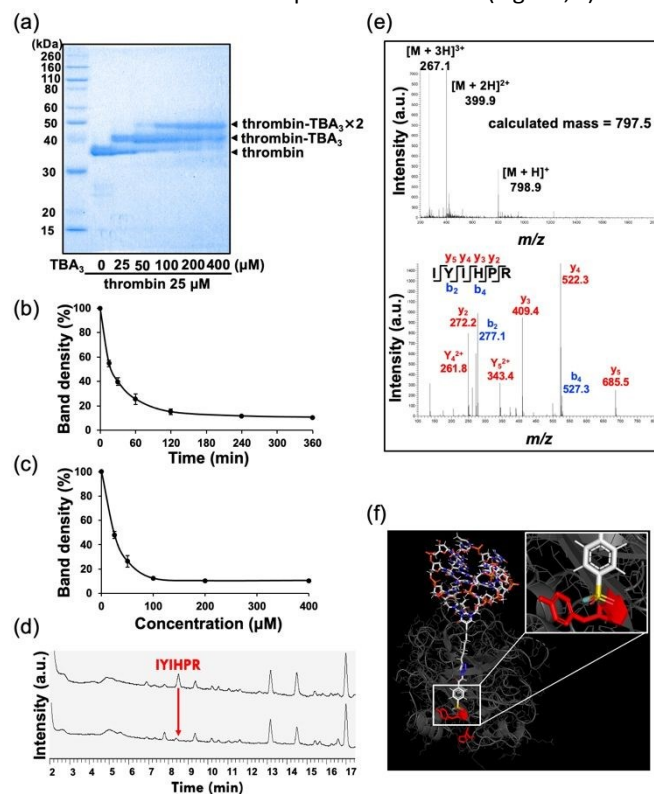 (a)
(kDa)
260
160
110
80
60
50
40
30
20
15
thrombin-TBA₃×2
thrombin-TBA₃
thrombin
TBA₃ 0 25 50 100 200 400 (µM)
thrombin 25 µM
(b)
Band density (%)
100
80
60
40
20
0
0 60 120 180 240 300 360
Time (min)
(c)
Band density (%)
100
80
60
40
20
0
0 100 200 300 400
Concentration (µM)
(d)
Intensity (a.u.)
IYIHPR
2 3 4 5 6 7 8 9 10 11 12 13 14 15 16 17
Time (min)
(e)
[M + 3H]³⁺
267.1
[M + 2H]²⁺
399.9
calculated mass = 797.5
[M + H]⁺
798.9
Intensity (a.u.)
m/z
y₅ y₄ y₃ y₂
I Y I H P R
b₂ b₄
y₄
522.3
y₃
409.4
y₂
272.2
b₂
277.1
Y₄²⁺
261.8
Y₅²⁺
343.4
b₄
527.3
y₅
685.5
Intensity (a.u.)
m/z
(f)